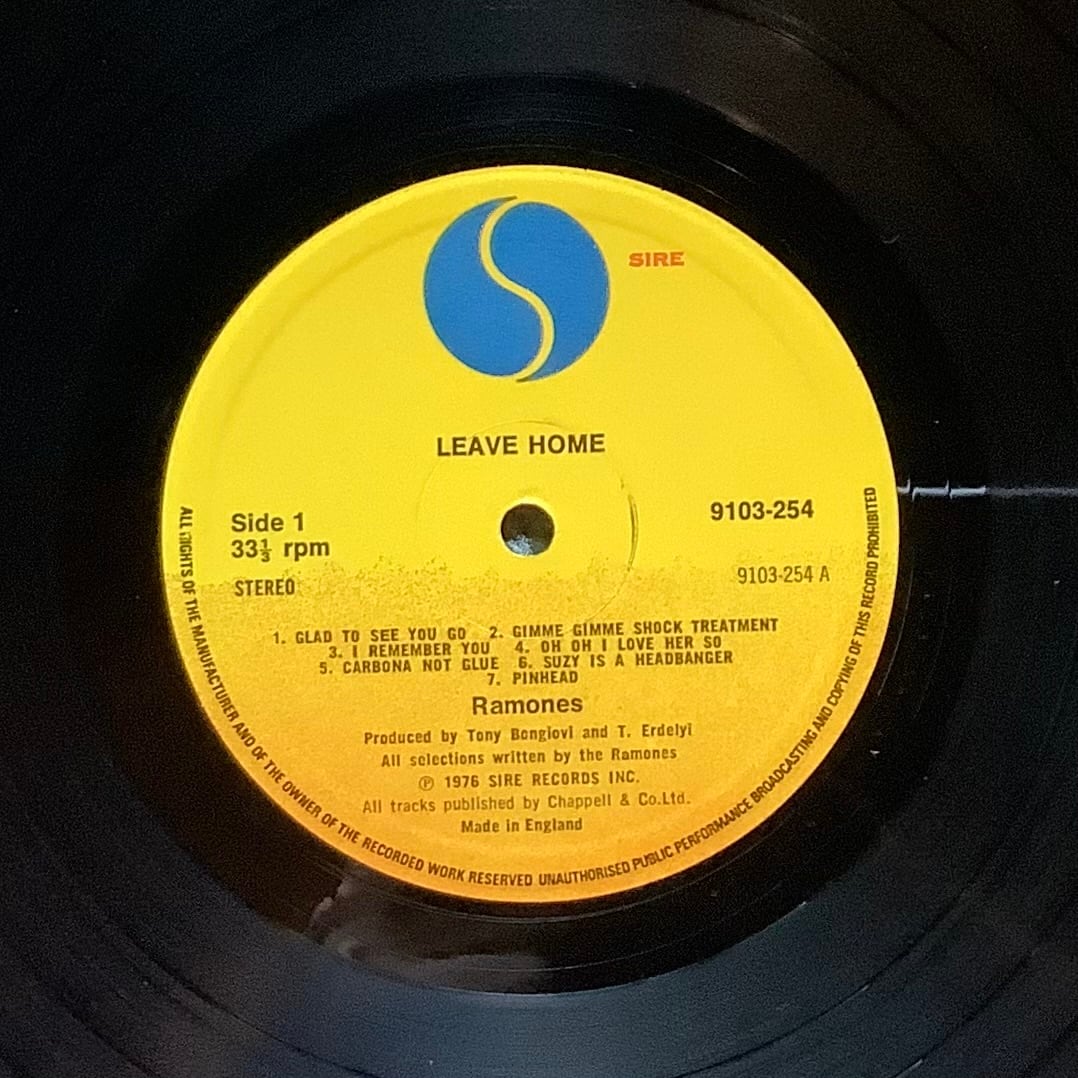 SIRE
LEAVE HOME
Side 1
33⅓ rpm
STEREO
9103-254
9103-254 A
1. GLAD TO SEE YOU GO 2. GIMME GIMME SHOCK TREATMENT
3. I REMEMBER YOU 4. OH OH I LOVE HER SO
5. CARBONA NOT GLUE 6. SUZY IS A HEADBANGER
7. PINHEAD
Ramones
Produced by Tony Bongiovi and T. Erdelyi
All selections written by the Ramones
℗ 1976 SIRE RECORDS INC.
All tracks published by Chappell & Co.Ltd.
Made in England
ALL RIGHTS OF THE MANUFACTURER AND OF THE OWNER OF THE RECORDED WORK RESERVED UNAUTHORISED PUBLIC PERFORMANCE BROADCASTING AND COPYING OF THIS RECORD PROHIBITED